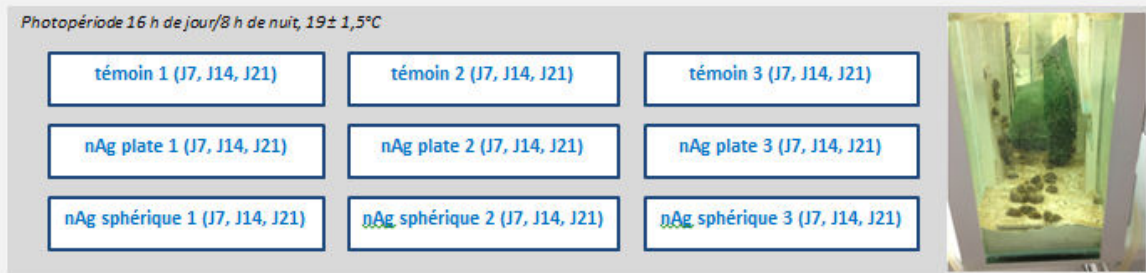 Photopériode 16 h de jour/8 h de nuit, 19± 1,5°C
témoin 1 (J7, J14, J21)
témoin 2 (J7, J14, J21)
témoin 3 (J7, J14, J21)
nAg plate 1 (J7, J14, J21)
nAg plate 2 (J7, J14, J21)
nAg plate 3 (J7, J14, J21)
nAg sphérique 1 (J7, J14, J21)
nAg sphérique 2 (J7, J14, J21)
nAg sphérique 3 (J7, J14, J21)